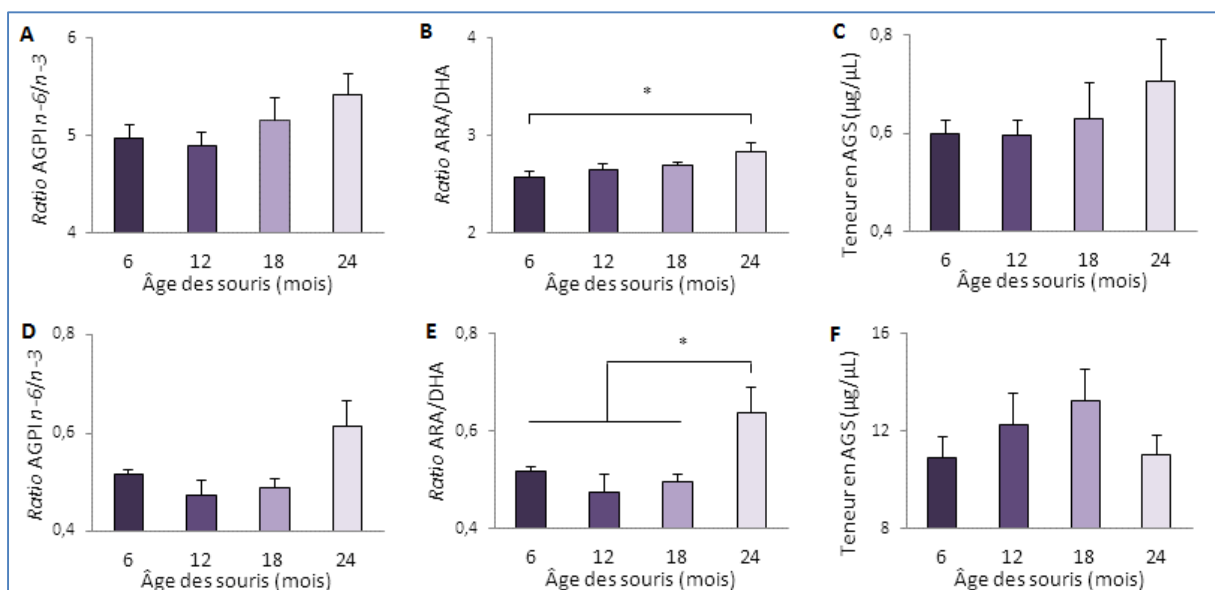 A
Ratio AGPI n-6/n-3
6
5
4
6 12 18 24
Âge des souris (mois)
B
Ratio ARA/DHA
4
3
2
*
6 12 18 24
Âge des souris (mois)
C
Teneur en AGS (µg/µL)
0,8
0,6
0,4
6 12 18 24
Âge des souris (mois)
D
Ratio AGPI n-6/n-3
0,8
0,6
0,4
6 12 18 24
Âge des souris (mois)
E
Ratio ARA/DHA
0,8
0,6
0,4
*
6 12 18 24
Âge des souris (mois)
F
Teneur en AGS (µg/µL)
16
12
8
6 12 18 24
Âge des souris (mois)